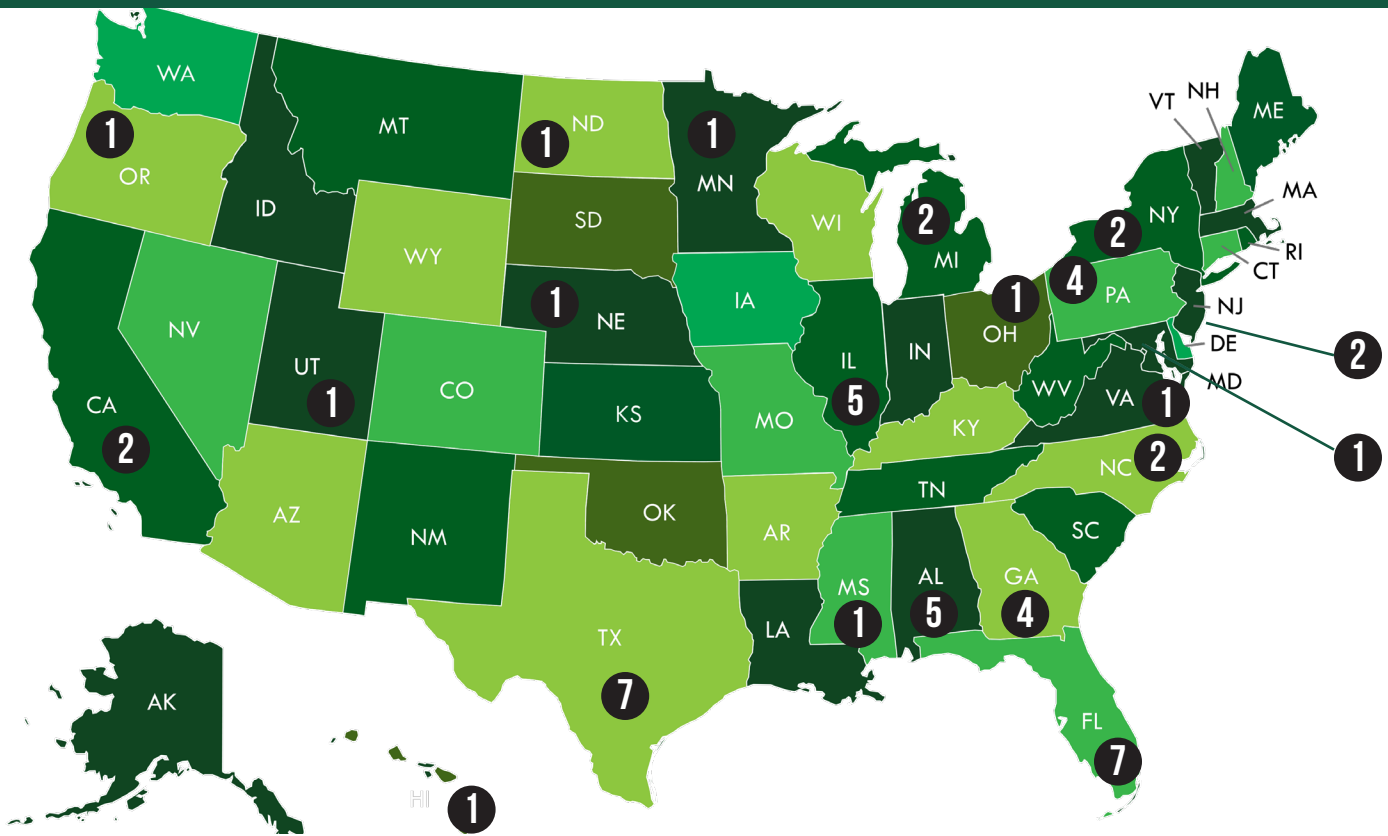 WA
VT
NH
ME
MT
1
ND
1
1
OR
MN
MA
ID
SD
WI
2
NY
2
RI
WY
MI
CT
4
PA
1
NE
1
IA
OH
NJ
NV
UT
1
IL
IN
DE
2
CO
WV
MD
CA
2
KS
MO
5
KY
VA
1
1
NC
2
AZ
NM
OK
AR
TN
SC
MS
1
AL
5
GA
4
TX
7
LA
AK
FL
7
HI
1